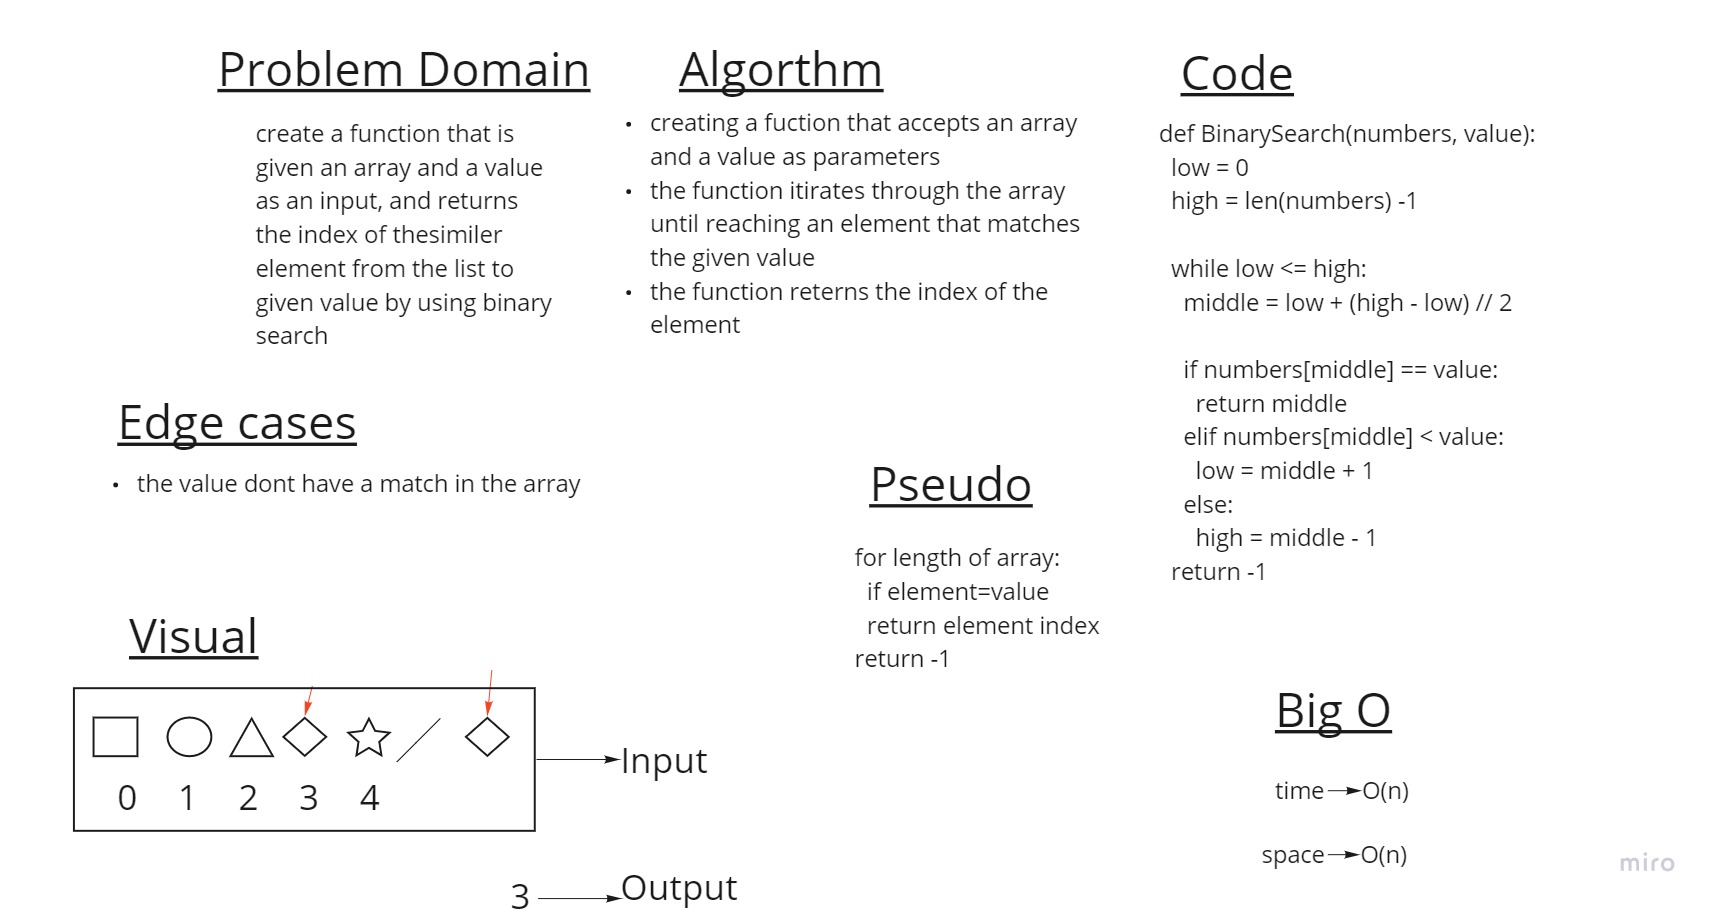 Problem Domain
create a function that is
given an array and a value
as an input, and returns
the index of thesimiler
element from the list to
given value by using binary
search
Algorthm
• creating a fuction that accepts an array
and a value as parameters
• the function itirates through the array
until reaching an element that matches
the given value
• the function reterns the index of the
element
Code
def BinarySearch(numbers, value):
low = 0
high = len(numbers) -1
while low <= high:
middle = low + (high - low) // 2
if numbers[middle] == value:
return middle
elif numbers[middle] < value:
low = middle + 1
else:
high = middle - 1
return -1
Edge cases
• the value dont have a match in the array
Pseudo
for length of array:
if element=value
return element index
return -1
Visual
0 1 2 3 4
Input
3 Output
Big O
time O(n)
space O(n)
miro